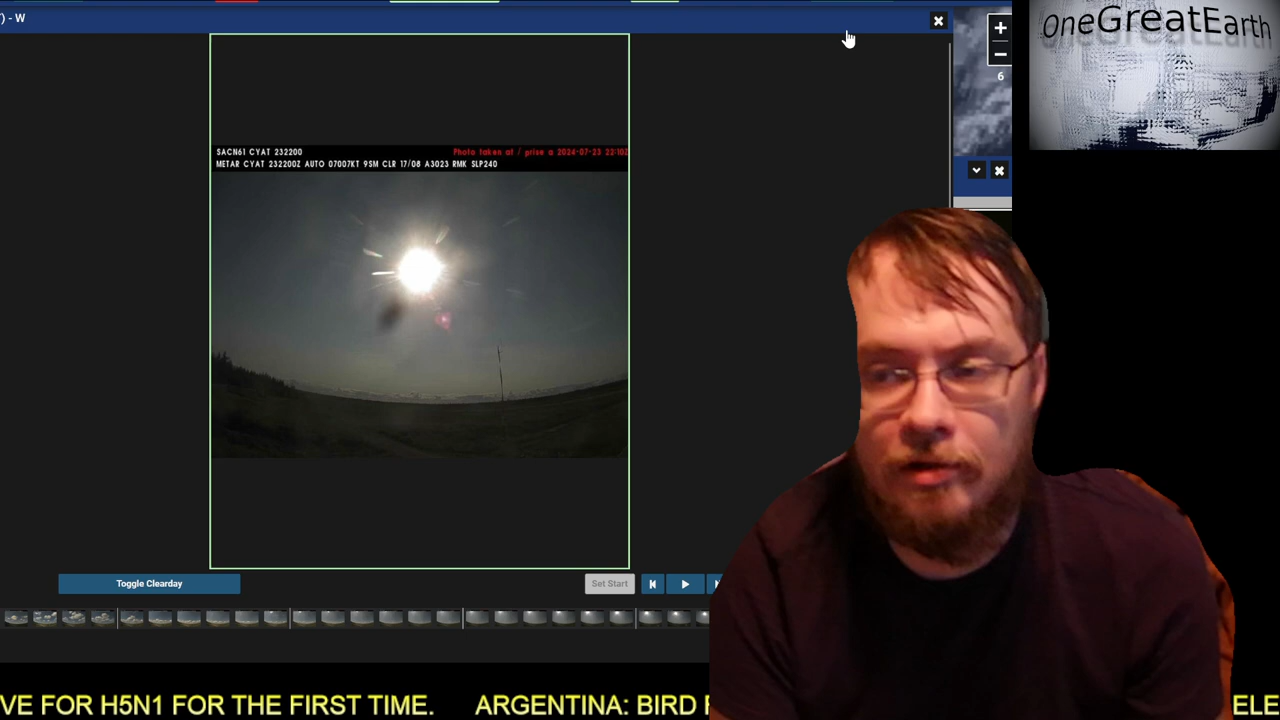 ) - W
OneGreatEarth
6
SACN61 CYAT 232200
Photo taken at / prise a 2024-07-23 22:10Z
METAR CYAT 232200Z AUTO 07007KT 9SM CLR 17/08 A3023 RMK SLP240
Toggle Clearday
Set Start
VE FOR H5N1 FOR THE FIRST TIME. ARGENTINA: BIRD ELE